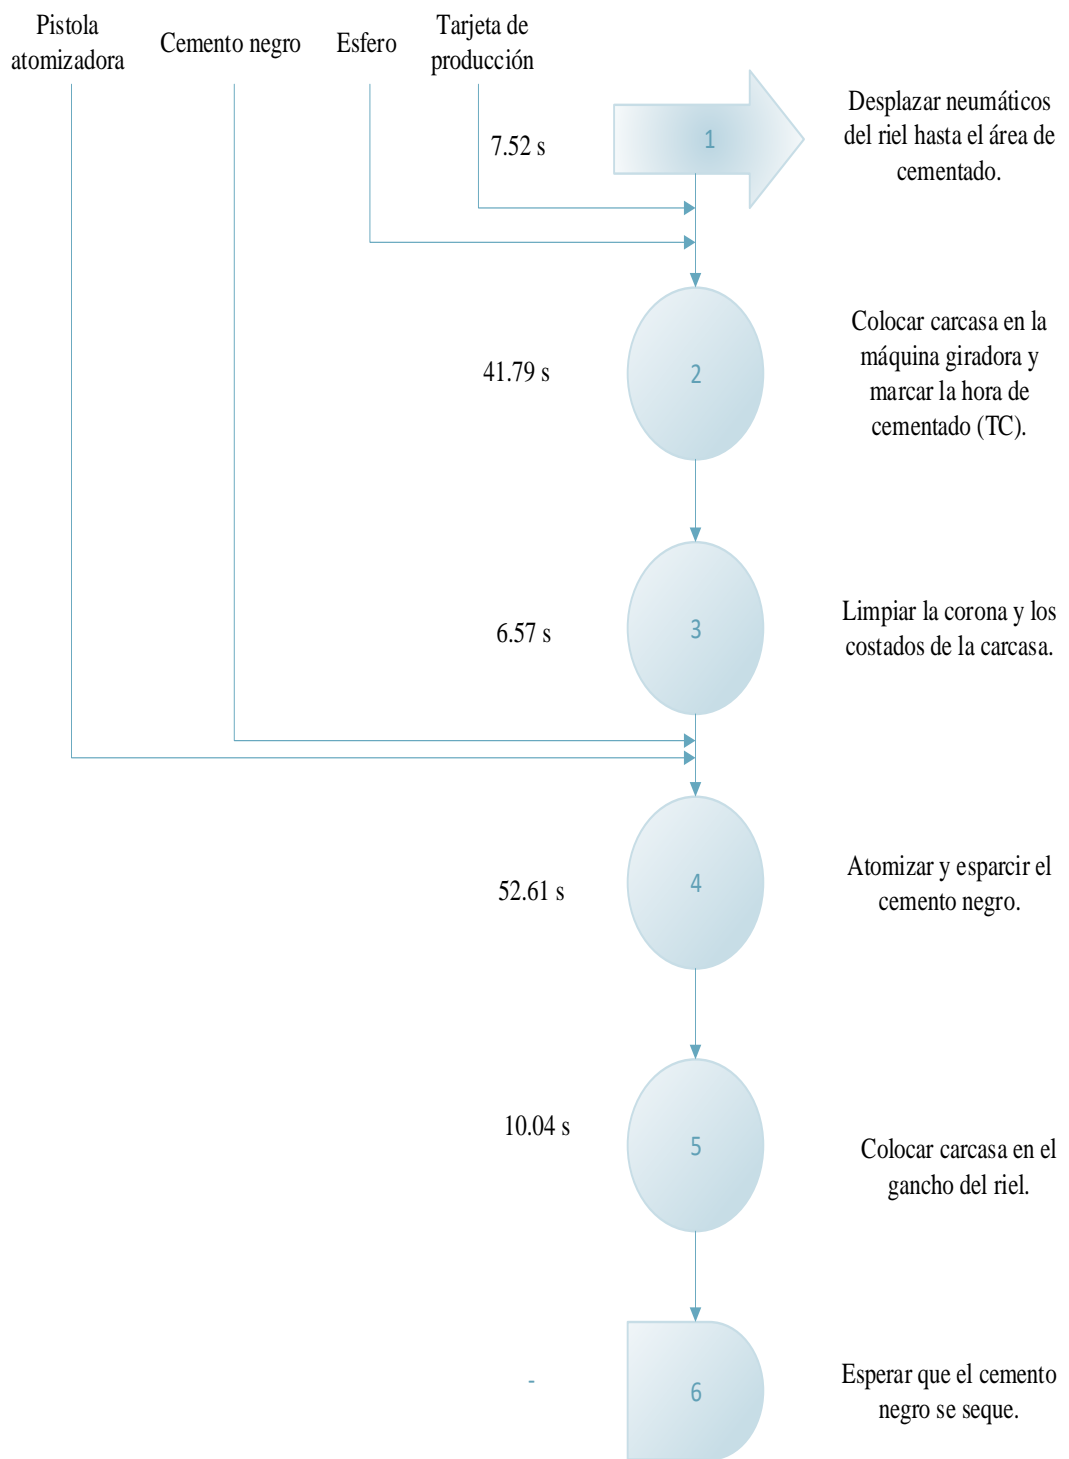 Pistola
atomizadora
Cemento negro
Esfero
Tarjeta de
producción
7.52 s
1
Desplazar neumáticos
del riel hasta el área de
cementado.
41.79 s
2
Colocar carcasa en la
máquina giradora y
marcar la hora de
cementado (TC).
6.57 s
3
Limpiar la corona y los
costados de la carcasa.
52.61 s
4
Atomizar y esparcir el
cemento negro.
10.04 s
5
Colocar carcasa en el
gancho del riel.
-
6
Esperar que el cemento
negro se seque.